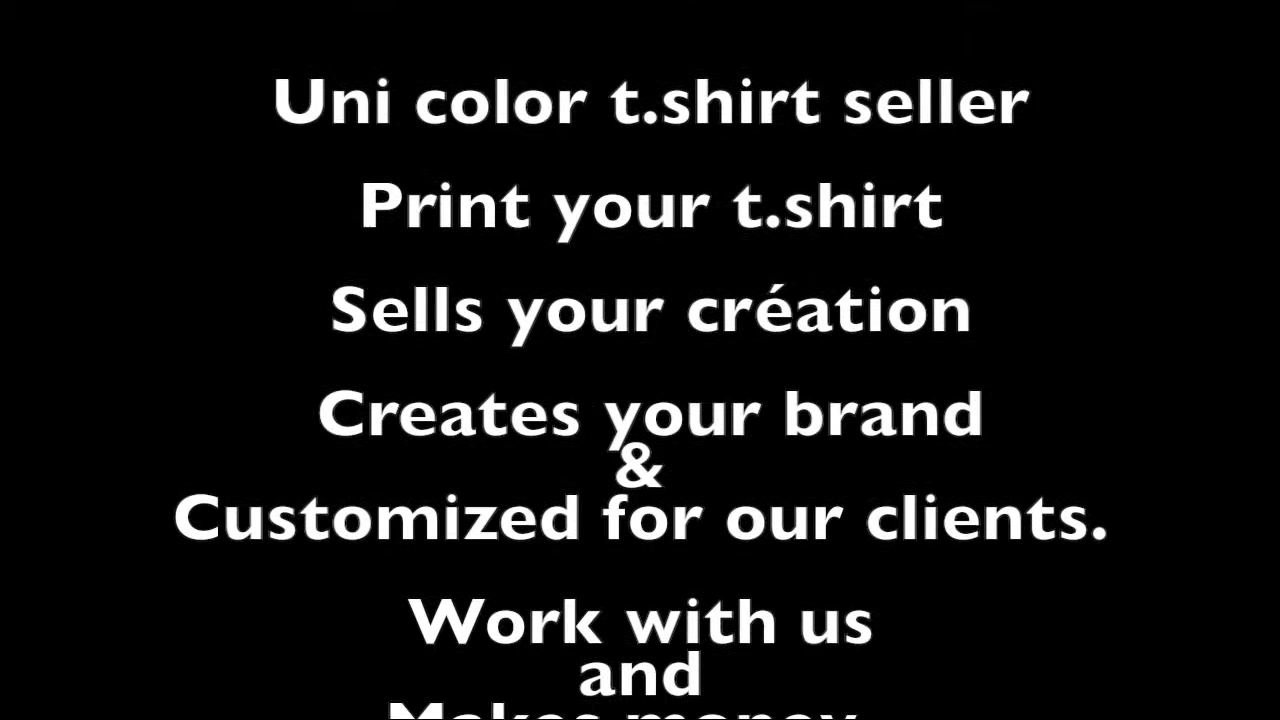 Uni color t.shirt seller
Print your t.shirt
Sells your création
Creates your brand
&
Customized for our clients.
Work with us
and
Makes money